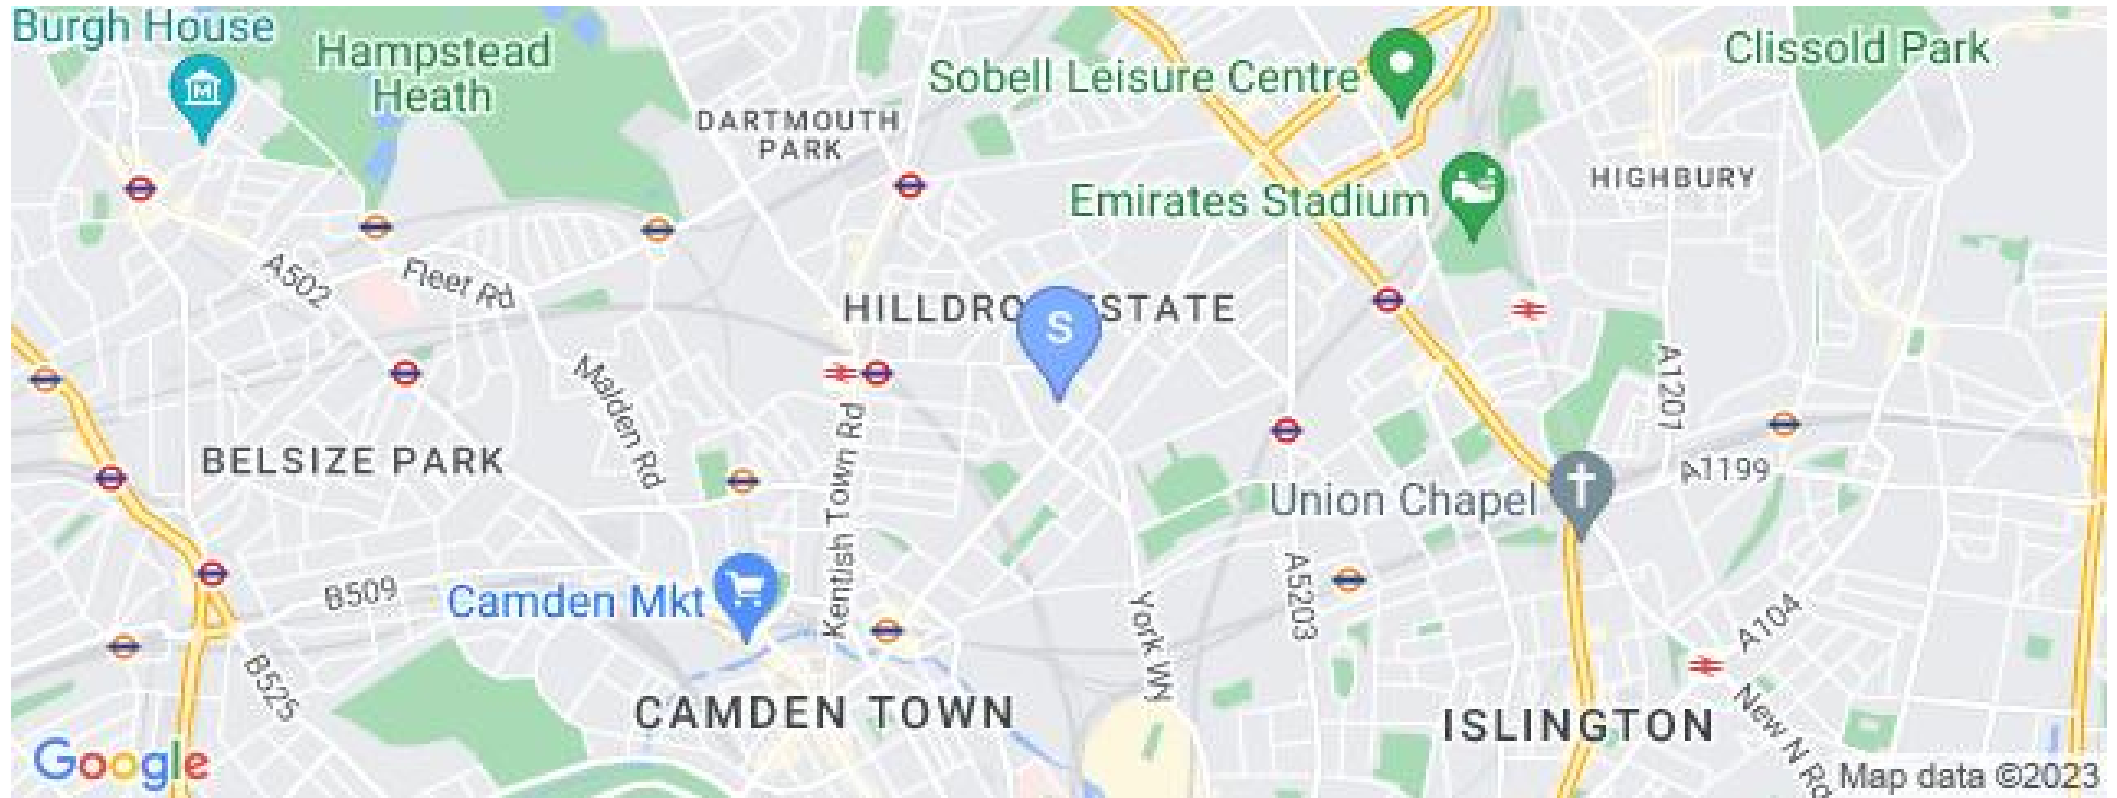 Burgh House
Hampstead
Heath
DARTMOUTH
PARK
Sobell Leisure Centre
Clissold Park
Emirates Stadium
HIGHBURY
A502
Fleet Rd
S
Maiden Rd
A1201
BELSIZE PARK
Kentish Town Rd
A1199
Union Chapel
B509
Camden Mkt
A5203
York Wy
A104
B525
CAMDEN TOWN
ISLINGTON
New N Rd
Google
Map data ©2023